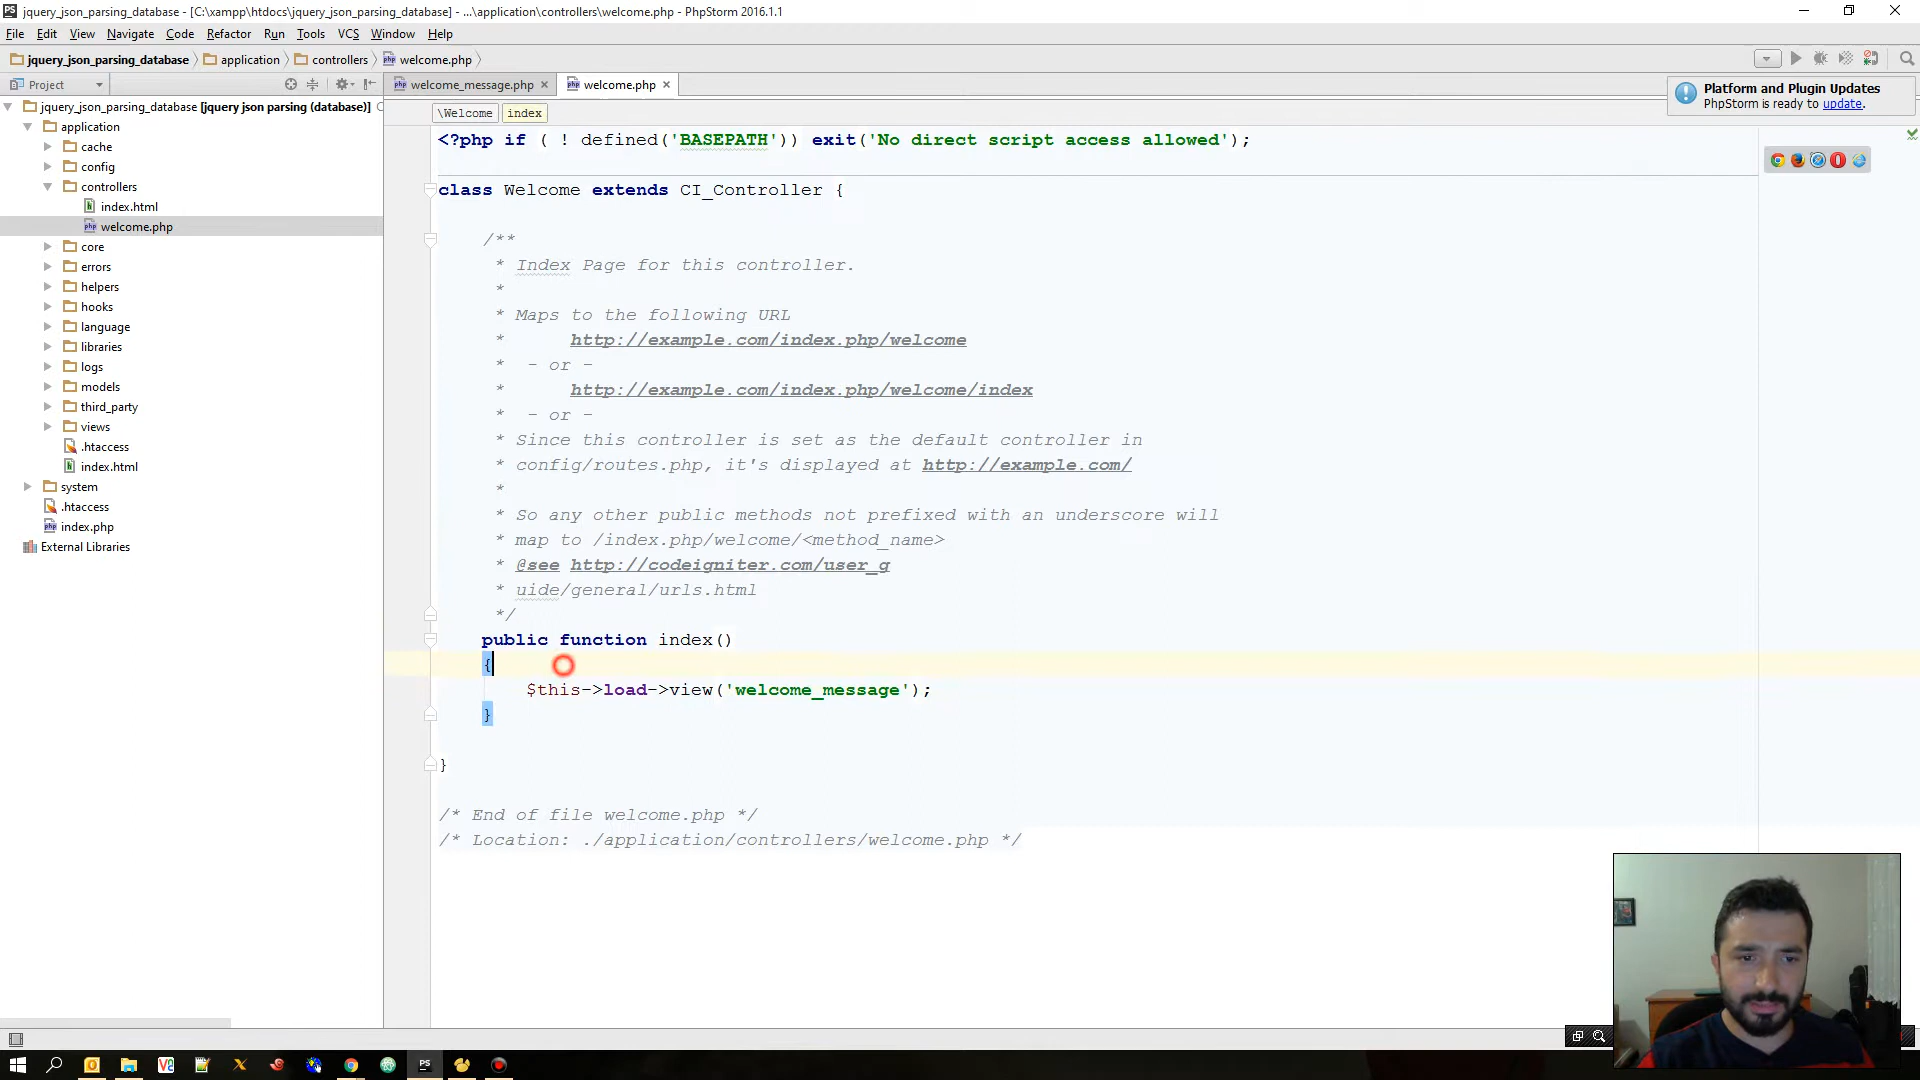 PS jquery_json_parsing_database - [C:\xampp\htdocs\jquery_json_parsing_database] - ...\application\controllers\welcome.php - PhpStorm 2016.1.1
File Edit View Navigate Code Refactor Run Tools VCS Window Help
jquery_json_parsing_database application controllers welcome.php
Project
welcome_message.php × welcome.php ×
Platform and Plugin Updates
PhpStorm is ready to update.
jquery_json_parsing_database [jquery json parsing (database)] C
application
cache
config
controllers
index.html
welcome.php
core
errors
helpers
hooks
language
libraries
logs
models
third_party
views
.htaccess
index.html
system
.htaccess
index.php
External Libraries
\Welcome index
<?php if ( ! defined('BASEPATH')) exit('No direct script access allowed');
class Welcome extends CI_Controller {
/**
* Index Page for this controller.
*
* Maps to the following URL
* http://example.com/index.php/welcome
* - or -
* http://example.com/index.php/welcome/index
* - or -
* Since this controller is set as the default controller in
* config/routes.php, it's displayed at http://example.com/
*
* So any other public methods not prefixed with an underscore will
* map to /index.php/welcome/<method_name>
* @see http://codeigniter.com/user_g
* uide/general/urls.html
*/
public function index()
{
$this->load->view('welcome_message');
}
}
/* End of file welcome.php */
/* Location: ./application/controllers/welcome.php */
PS